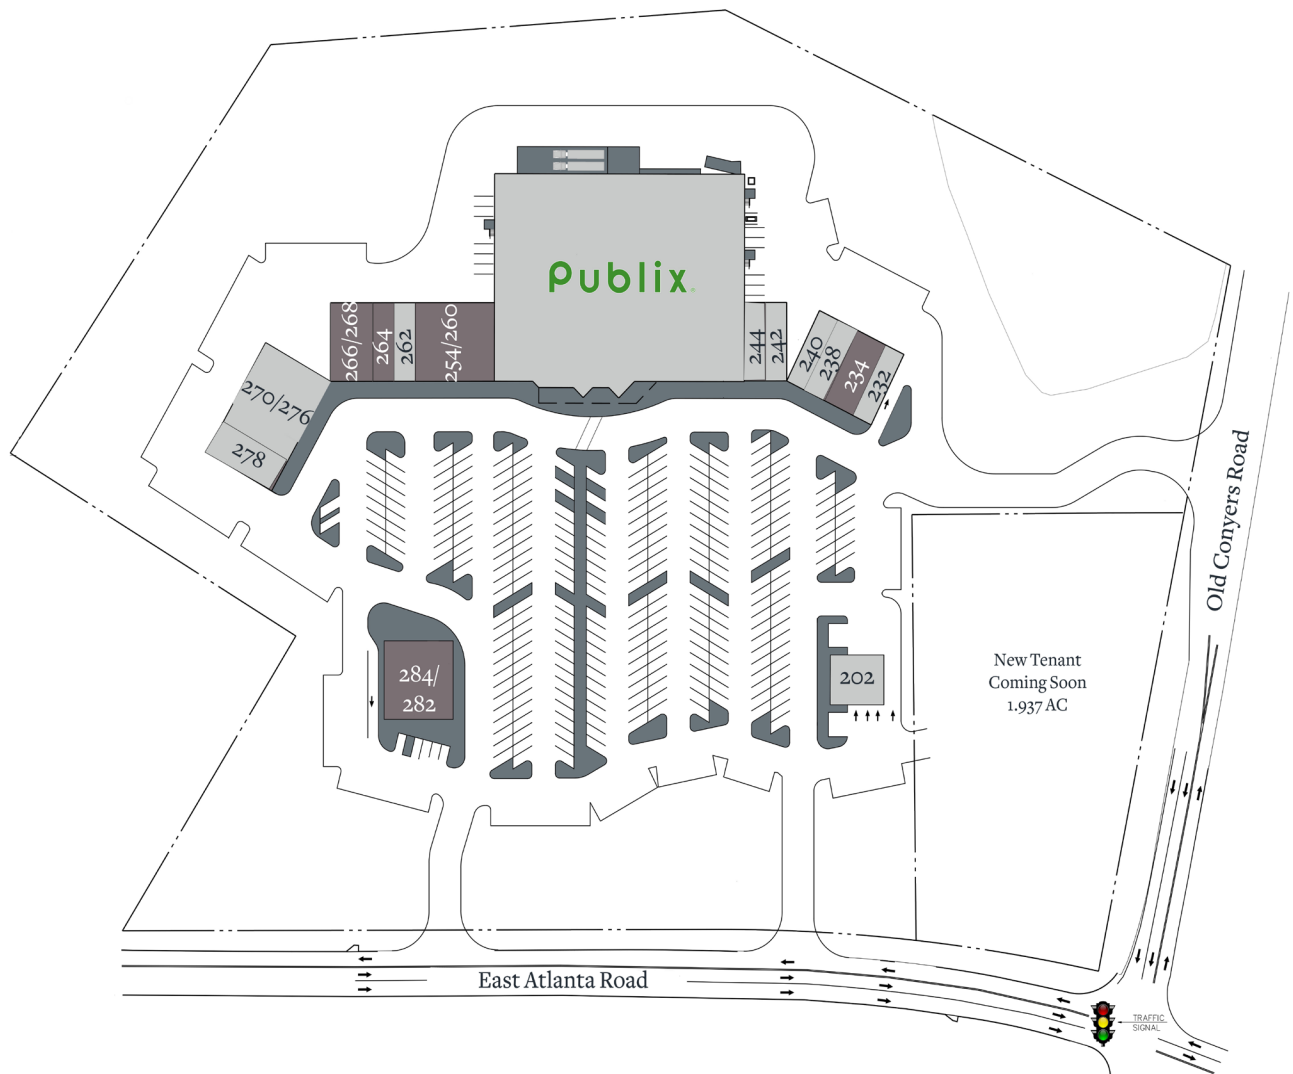 Publix
266/268
264
262
254/260
244
242
240
238
234
232
270/276
278
Old Conyers Road
284/
282
202
New Tenant
Coming Soon
1.937 AC
East Atlanta Road
TRAFFIC
SIGNAL